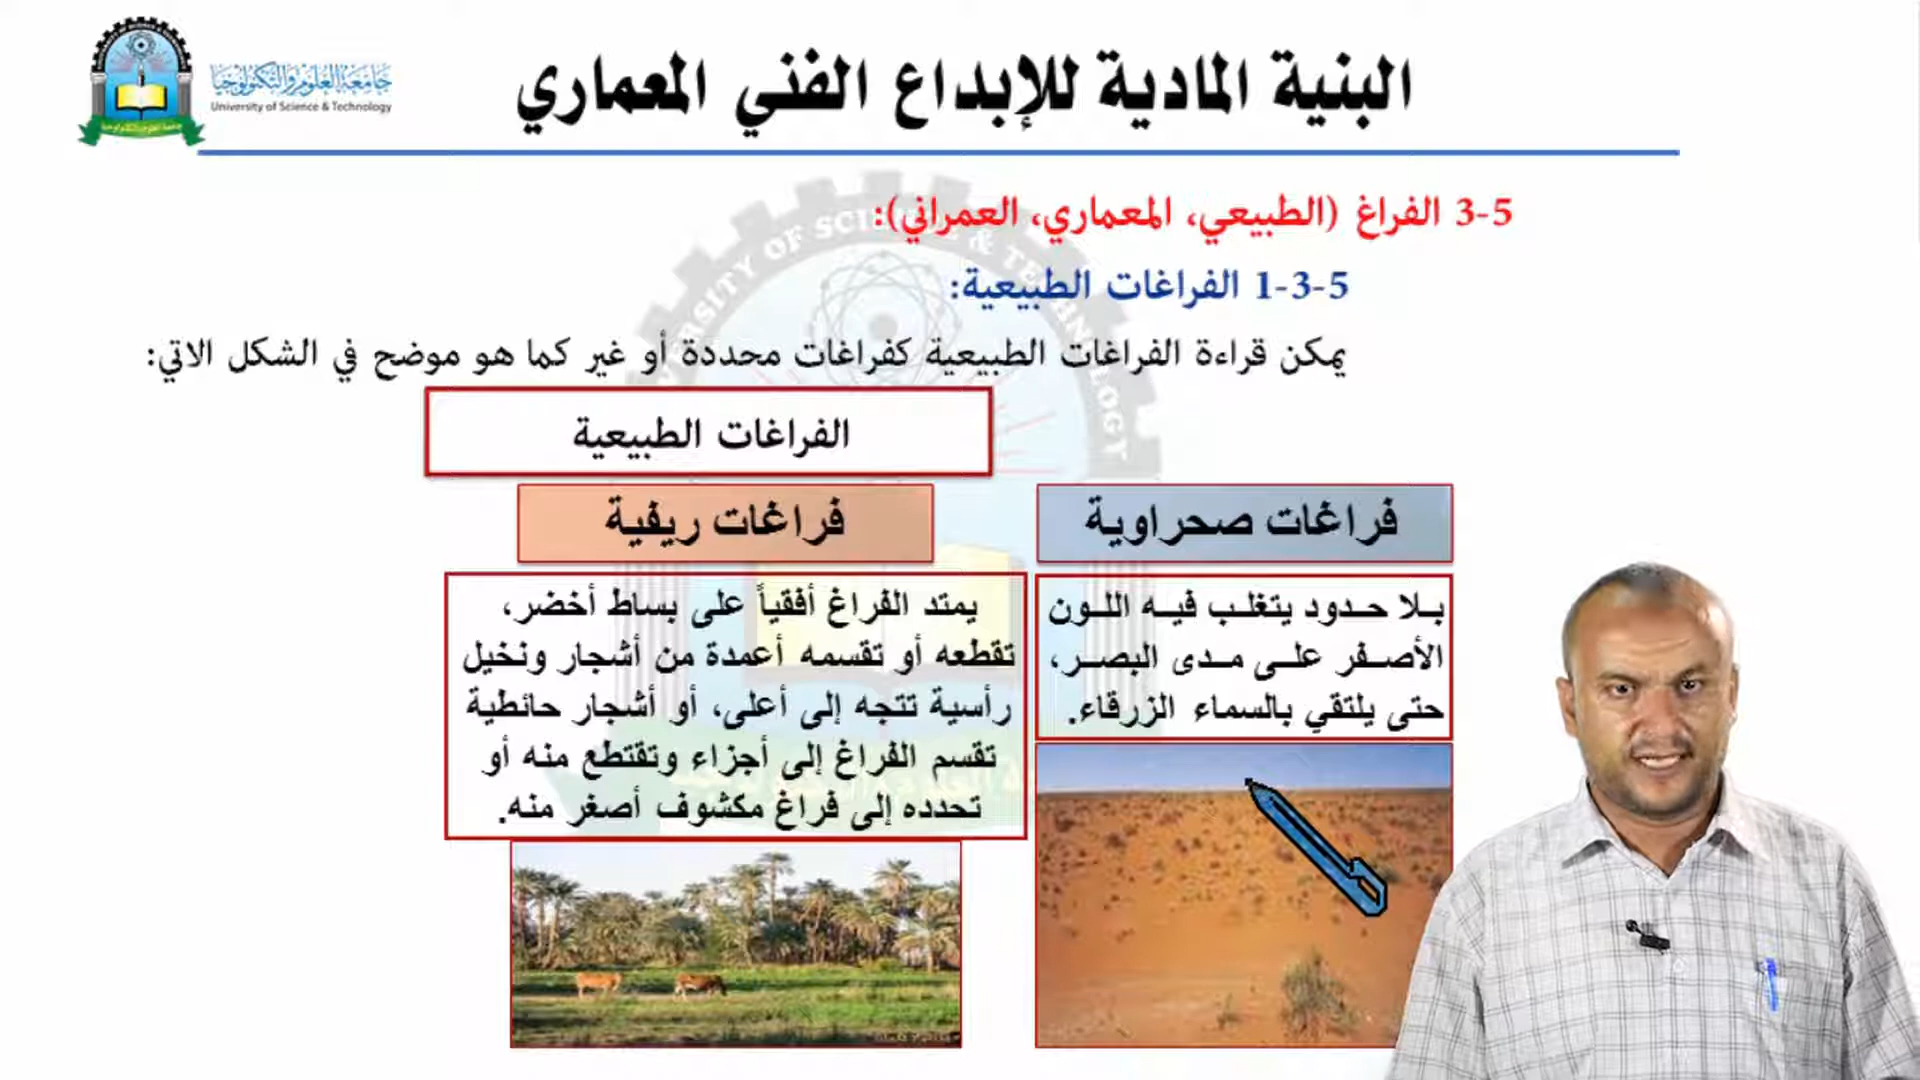 البنية المادية للإبداع الفني المعماري
جامعة العلوم والتكنولوجيا
University of Science & Technology
3-5 الفراغ (الطبيعي، المعماري، العمراني):
1-3-5 الفراغات الطبيعية:
يمكن قراءة الفراغات الطبيعية كفراغات محددة أو غير كما هو موضح في الشكل الاتي:
الفراغات الطبيعية
فراغات صحراوية
بلا حدود يتغلب فيه اللون
الأصفر على مدى البصر،
حتى يلتقي بالسماء الزرقاء.
فراغات ريفية
يمتد الفراغ أفقياً على بساط أخضر،
تقطعه أو تقسمه أعمدة من أشجار ونخيل
رأسية تتجه إلى أعلى، أو أشجار حائطية
تقسم الفراغ إلى أجزاء وتقتطع منه أو
تحدده إلى فراغ مكشوف أصغر منه.